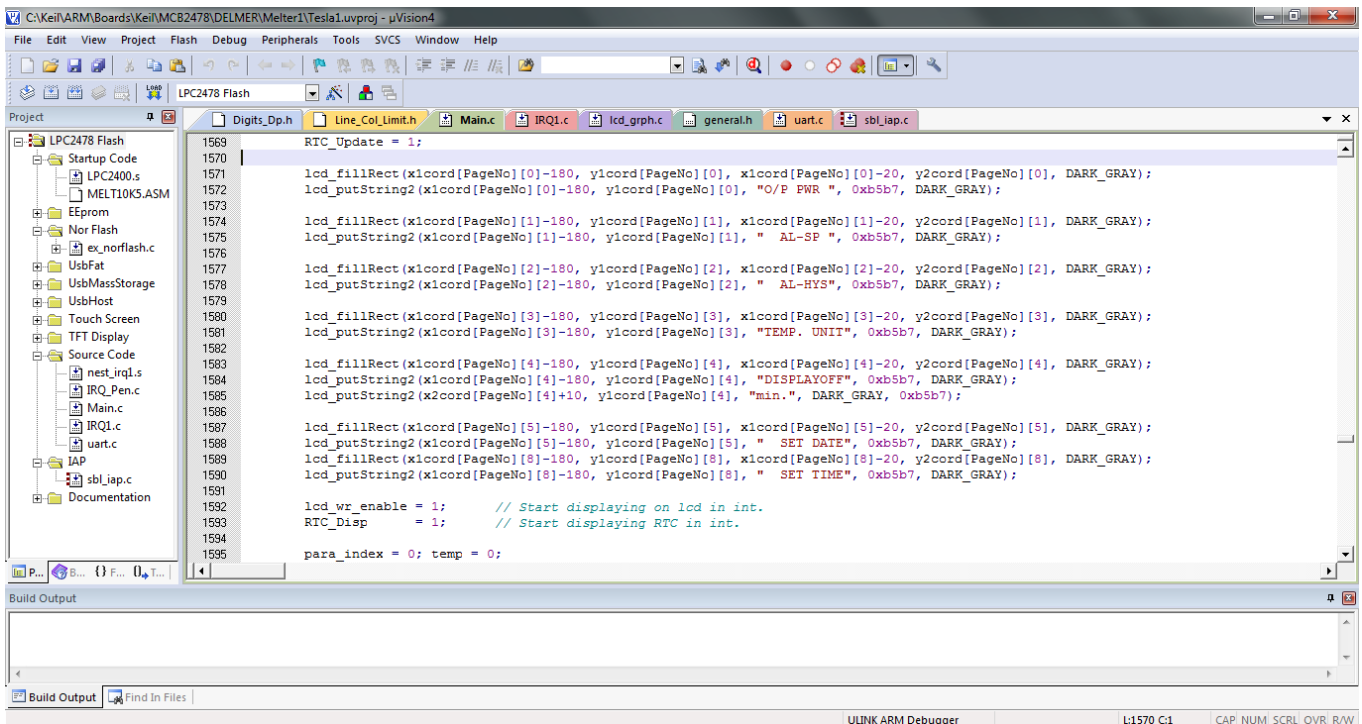 C:\Keil\ARM\Boards\Keil\MCB2478\DELMER\Melter1\Tesla1.uvproj - µVision4
File Edit View Project Flash Debug Peripherals Tools SVCS Window Help
LOAD LPC2478 Flash
Project
Digits_Dp.h Line_Col_Limit.h Main.c IRQ1.c lcd_grph.c general.h uart.c sbl_iap.c
LPC2478 Flash
Startup Code
LPC2400.s
MELT10K5.ASM
EEprom
Nor Flash
ex_norflash.c
UsbFat
UsbMassStorage
UsbHost
Touch Screen
TFT Display
Source Code
nest_irq1.s
IRQ_Pen.c
Main.c
IRQ1.c
uart.c
IAP
sbl_iap.c
Documentation
P... B... {} F... 0 T...
1569 RTC_Update = 1;
1570
1571 lcd_fillRect(x1cord[PageNo][0]-180, y1cord[PageNo][0], x1cord[PageNo][0]-20, y2cord[PageNo][0], DARK_GRAY);
1572 lcd_putString2(x1cord[PageNo][0]-180, y1cord[PageNo][0], "O/P PWR ", 0xb5b7, DARK_GRAY);
1573
1574 lcd_fillRect(x1cord[PageNo][1]-180, y1cord[PageNo][1], x1cord[PageNo][1]-20, y2cord[PageNo][1], DARK_GRAY);
1575 lcd_putString2(x1cord[PageNo][1]-180, y1cord[PageNo][1], "  AL-SP ", 0xb5b7, DARK_GRAY);
1576
1577 lcd_fillRect(x1cord[PageNo][2]-180, y1cord[PageNo][2], x1cord[PageNo][2]-20, y2cord[PageNo][2], DARK_GRAY);
1578 lcd_putString2(x1cord[PageNo][2]-180, y1cord[PageNo][2], "  AL-HYS", 0xb5b7, DARK_GRAY);
1579
1580 lcd_fillRect(x1cord[PageNo][3]-180, y1cord[PageNo][3], x1cord[PageNo][3]-20, y2cord[PageNo][3], DARK_GRAY);
1581 lcd_putString2(x1cord[PageNo][3]-180, y1cord[PageNo][3], "TEMP. UNIT", 0xb5b7, DARK_GRAY);
1582
1583 lcd_fillRect(x1cord[PageNo][4]-180, y1cord[PageNo][4], x1cord[PageNo][4]-20, y2cord[PageNo][4], DARK_GRAY);
1584 lcd_putString2(x1cord[PageNo][4]-180, y1cord[PageNo][4], "DISPLAYOFF", 0xb5b7, DARK_GRAY);
1585 lcd_putString2(x2cord[PageNo][4]+10, y1cord[PageNo][4], "min.", DARK_GRAY, 0xb5b7);
1586
1587 lcd_fillRect(x1cord[PageNo][5]-180, y1cord[PageNo][5], x1cord[PageNo][5]-20, y2cord[PageNo][5], DARK_GRAY);
1588 lcd_putString2(x1cord[PageNo][5]-180, y1cord[PageNo][5], "  SET DATE", 0xb5b7, DARK_GRAY);
1589 lcd_fillRect(x1cord[PageNo][8]-180, y1cord[PageNo][8], x1cord[PageNo][8]-20, y2cord[PageNo][8], DARK_GRAY);
1590 lcd_putString2(x1cord[PageNo][8]-180, y1cord[PageNo][8], "  SET TIME", 0xb5b7, DARK_GRAY);
1591
1592 lcd_wr_enable = 1; // Start displaying on lcd in int.
1593 RTC_Disp = 1; // Start displaying RTC in int.
1594
1595 para_index = 0; temp = 0;
Build Output
Build Output Find In Files
ULINK ARM Debugger L:1570 C:1 CAP NUM SCRL OVR R/W